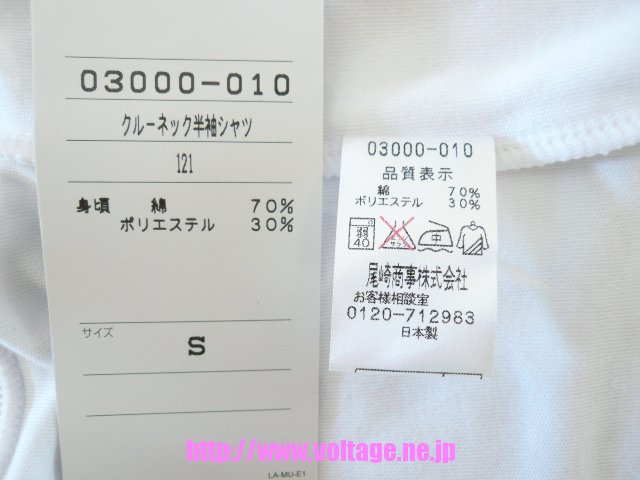 03000-010
クルーネック半袖シャツ
121
身頃 綿 70%
ポリエステル 30%
サイズ
S
LA-MU-E1
03000-010
品質表示
綿 70%
ポリエステル 30%
弱
40
中
尾崎商事株式会社
お客様相談室
0120-712983
日本製
http://www.voltage.ne.jp